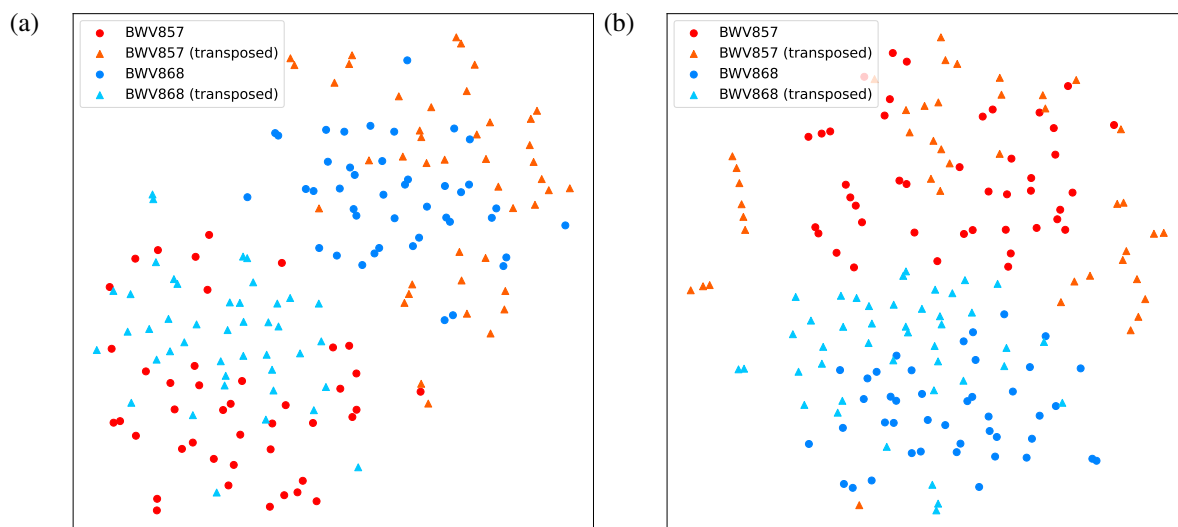 (a)
BWV857
BWV857 (transposed)
BWV868
BWV868 (transposed)
(b)
BWV857
BWV857 (transposed)
BWV868
BWV868 (transposed)